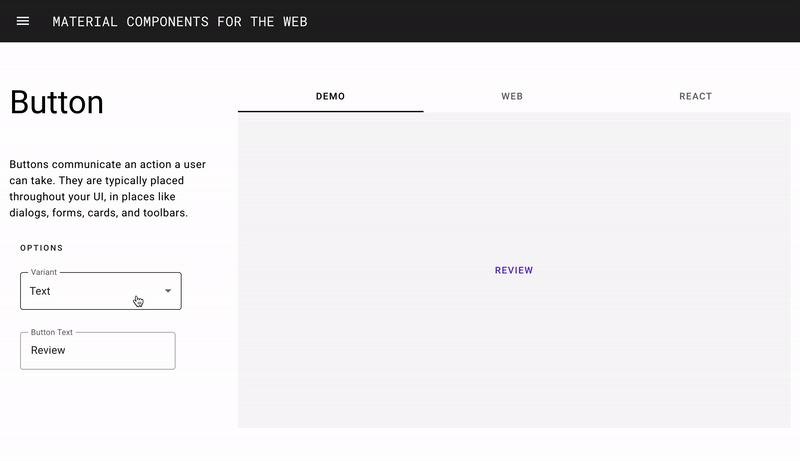 MATERIAL COMPONENTS FOR THE WEB
Button
Buttons communicate an action a user
can take. They are typically placed
throughout your UI, in places like
dialogs, forms, cards, and toolbars.
OPTIONS
Variant
Text
Button Text
Review
DEMO WEB REACT
REVIEW